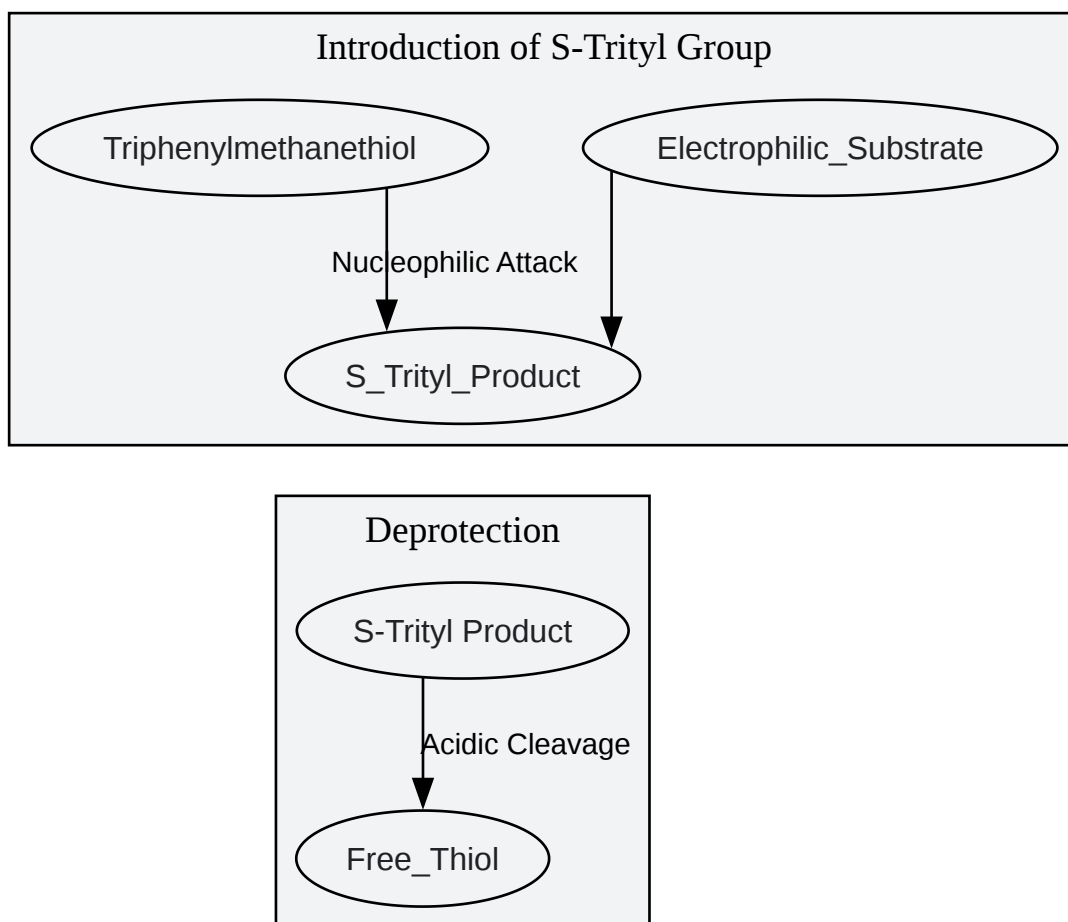 Introduction of S-Trityl Group
Triphenylmethanethiol
Electrophilic_Substrate
Nucleophilic Attack
S_Trityl_Product
Deprotection
S-Trityl Product
Acidic Cleavage
Free_Thiol